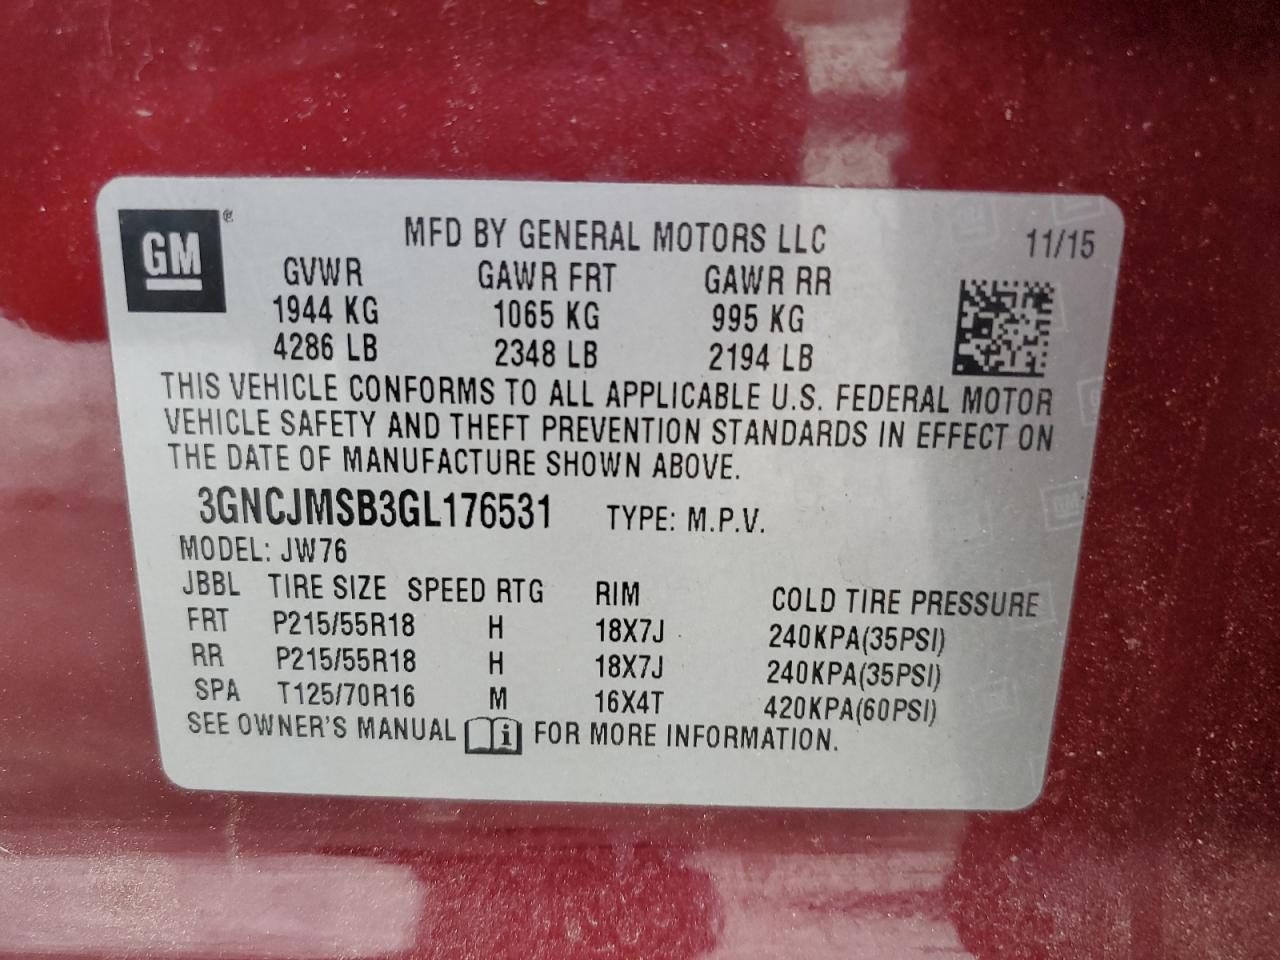 GM ®
MFD BY GENERAL MOTORS LLC 11/15
GVWR GAWR FRT GAWR RR
1944 KG 1065 KG 995 KG
4286 LB 2348 LB 2194 LB
THIS VEHICLE CONFORMS TO ALL APPLICABLE U.S. FEDERAL MOTOR
VEHICLE SAFETY AND THEFT PREVENTION STANDARDS IN EFFECT ON
THE DATE OF MANUFACTURE SHOWN ABOVE.
3GNCJMSB3GL176531 TYPE: M.P.V.
MODEL: JW76
JBBL TIRE SIZE SPEED RTG RIM COLD TIRE PRESSURE
FRT P215/55R18 H 18X7J 240KPA(35PSI)
RR P215/55R18 H 18X7J 240KPA(35PSI)
SPA T125/70R16 M 16X4T 420KPA(60PSI)
SEE OWNER'S MANUAL i FOR MORE INFORMATION.